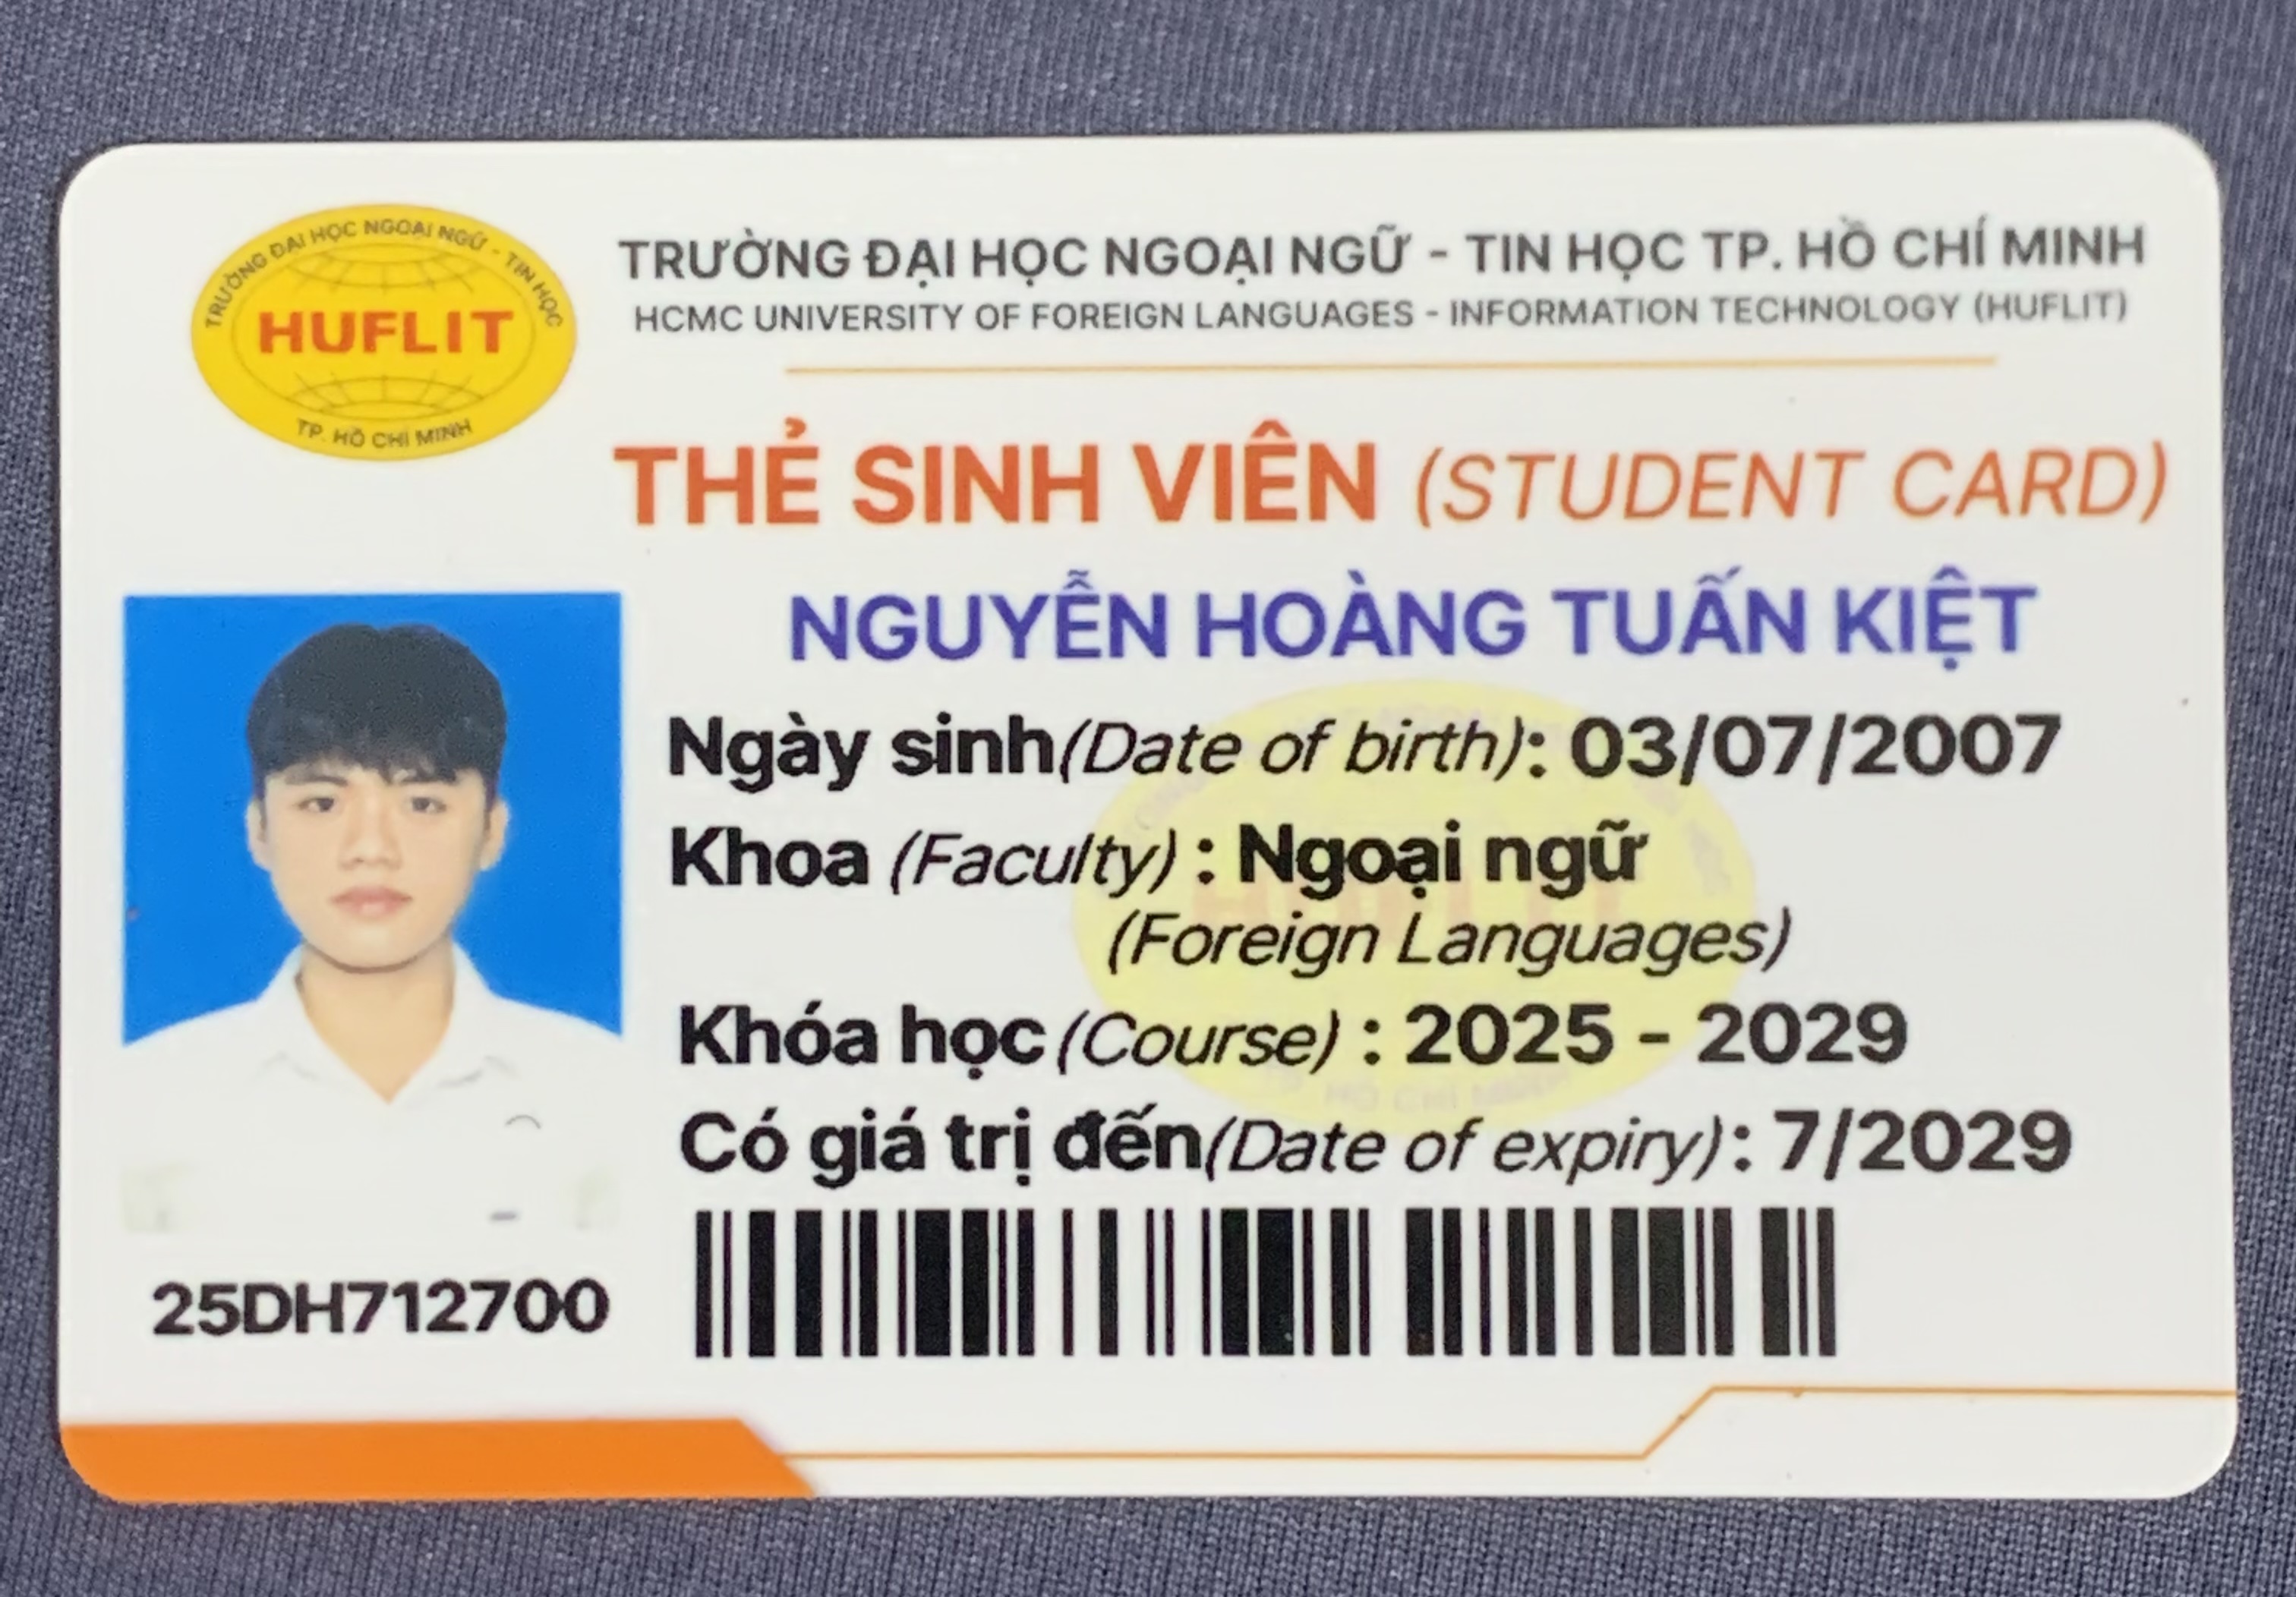 TRƯỜNG ĐẠI HỌC NGOẠI NGỮ - TIN HỌC
HUFLIT
TP. HỒ CHÍ MINH
TRƯỜNG ĐẠI HỌC NGOẠI NGỮ - TIN HỌC TP. HỒ CHÍ MINH
HCMC UNIVERSITY OF FOREIGN LANGUAGES - INFORMATION TECHNOLOGY (HUFLIT)
THẺ SINH VIÊN (STUDENT CARD)
NGUYỄN HOÀNG TUẤN KIỆT
Ngày sinh(Date of birth): 03/07/2007
Khoa (Faculty) : Ngoại ngữ
(Foreign Languages)
Khóa học (Course) : 2025 - 2029
Có giá trị đến(Date of expiry): 7/2029
25DH712700